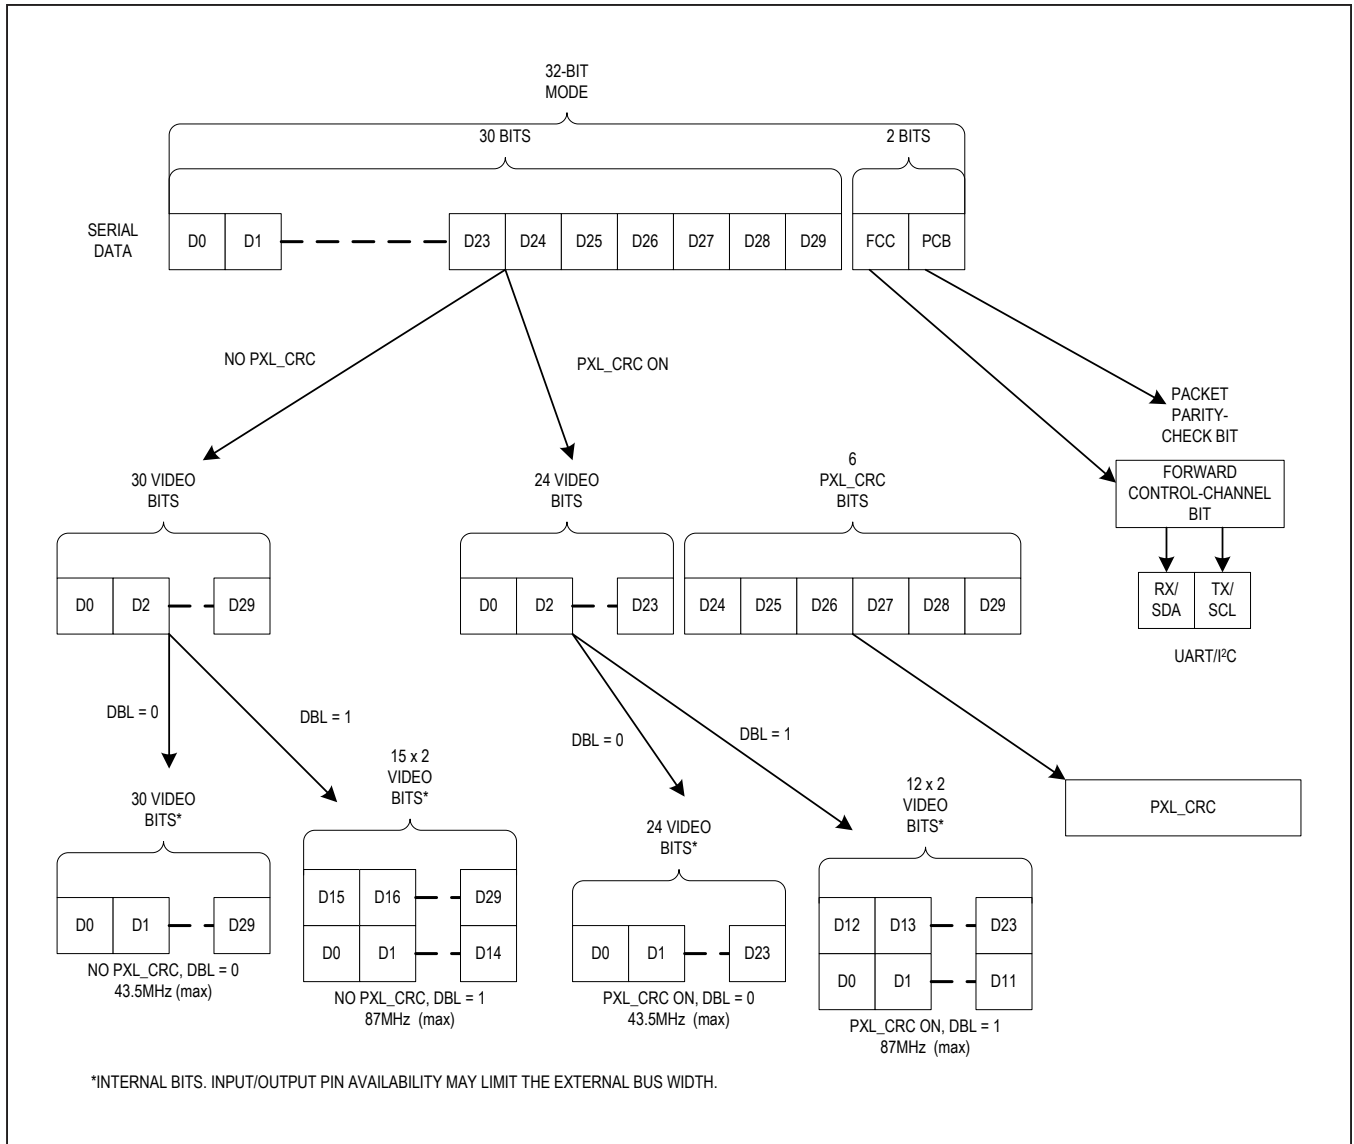 32-BIT
MODE
30 BITS
2 BITS
SERIAL
DATA
D0
D1
D23
D24
D25
D26
D27
D28
D29
FCC
PCB
NO PXL_CRC
PXL_CRC ON
PACKET
PARITY-
CHECK BIT
30 VIDEO
BITS
24 VIDEO
BITS
6
PXL_CRC
BITS
FORWARD
CONTROL-CHANNEL
BIT
D0
D2
D29
D0
D2
D23
D24
D25
D26
D27
D28
D29
RX/
SDA
TX/
SCL
UART/I²C
DBL = 0
DBL = 1
DBL = 0
DBL = 1
30 VIDEO
BITS*
15 x 2
VIDEO
BITS*
24 VIDEO
BITS*
12 x 2
VIDEO
BITS*
PXL_CRC
D0
D1
D29
NO PXL_CRC, DBL = 0
43.5MHz (max)
D15
D16
D29
D0
D1
D14
NO PXL_CRC, DBL = 1
87MHz (max)
D0
D1
D23
PXL_CRC ON, DBL = 0
43.5MHz (max)
D12
D13
D23
D0
D1
D11
PXL_CRC ON, DBL = 1
87MHz (max)
*INTERNAL BITS. INPUT/OUTPUT PIN AVAILABILITY MAY LIMIT THE EXTERNAL BUS WIDTH.